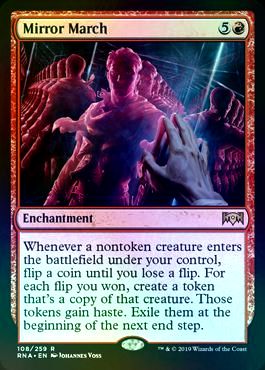 Mirror March 5
Enchantment
Whenever a nontoken creature enters
the battlefield under your control,
flip a coin until you lose a flip. For
each flip you won, create a token
that's a copy of that creature. Those
tokens gain haste. Exile them at the
beginning of the next end step.
108/259 R
RNA • EN Johannes Voss ™ & © 2019 Wizards of the Coast